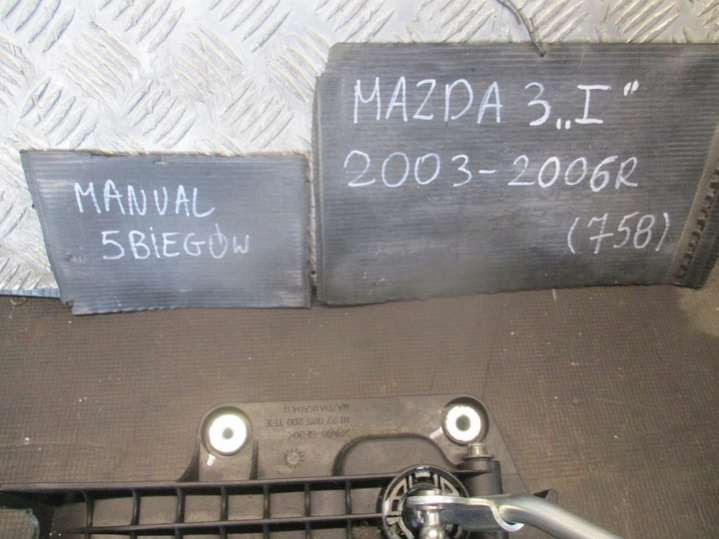 MANUAL
5BIEGÓW
MAZDA 3„I”
2003-2006R
(758)